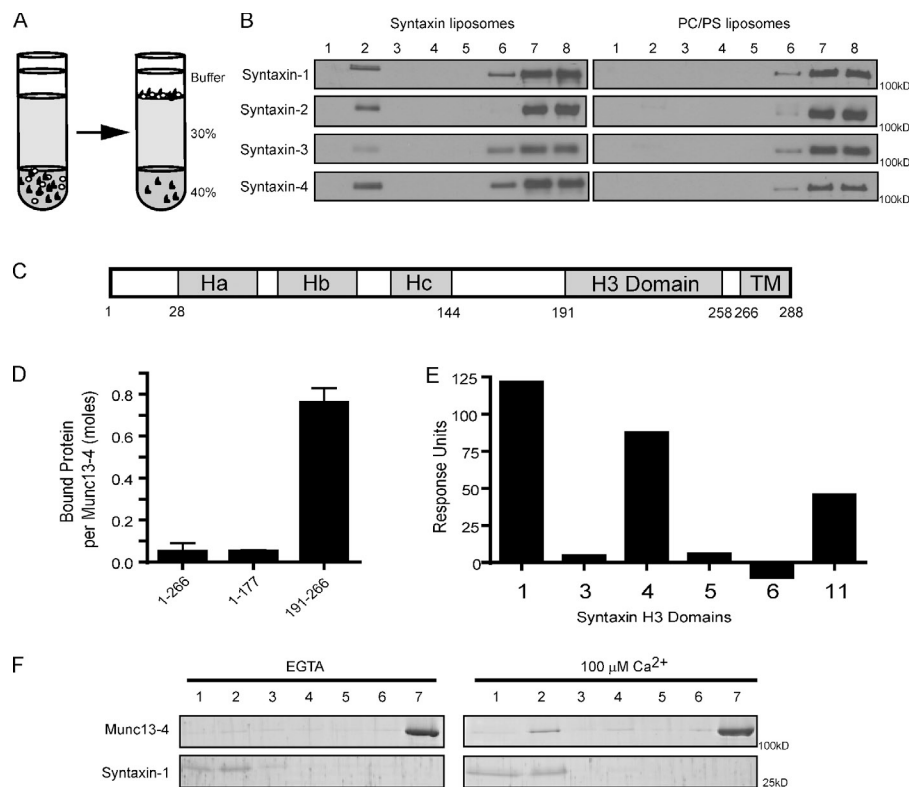 A
Buffer
30%
40%
B
Syntaxin liposomes
PC/PS liposomes
1 2 3 4 5 6 7 8
1 2 3 4 5 6 7 8
Syntaxin-1
100kD
Syntaxin-2
100kD
Syntaxin-3
100kD
Syntaxin-4
100kD
C
Ha Hb Hc H3 Domain TM
1 28 144 191 258 266 288
D
Bound Protein
per Munc13-4 (moles)
0.8
0.6
0.4
0.2
0.0
1-266
1-177
191-266
E
Response Units
125
100
75
50
25
0
1 3 4 5 6 11
Syntaxin H3 Domains
F
EGTA
100 µM Ca2+
1 2 3 4 5 6 7
1 2 3 4 5 6 7
Munc13-4
100kD
Syntaxin-1
25kD